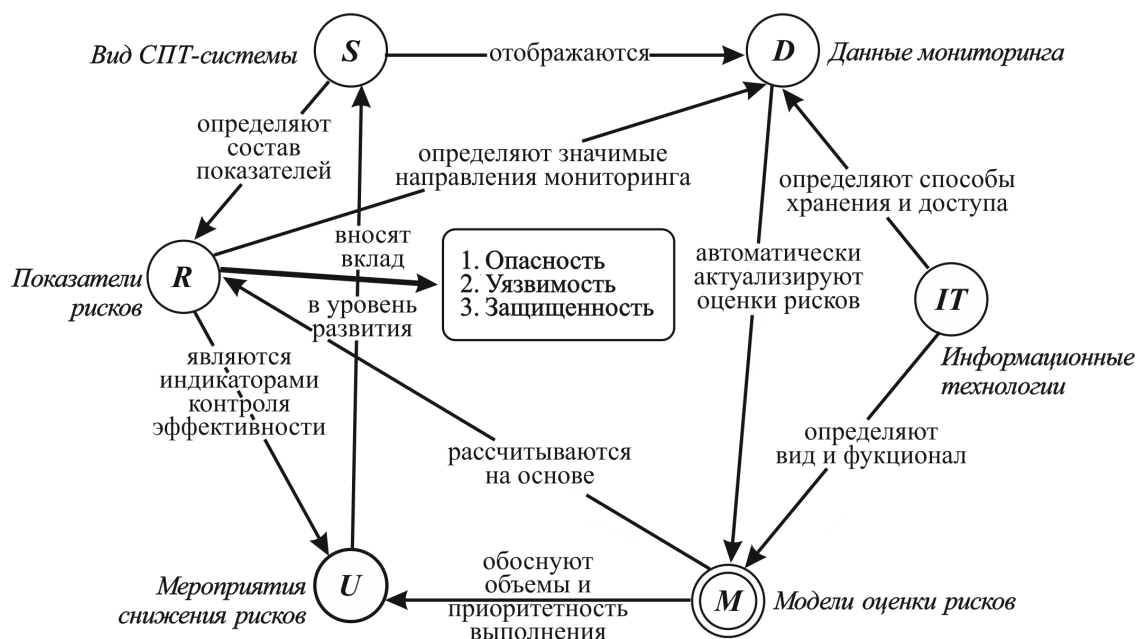 Вид СПТ-системы
S
отображаются
D
Данные мониторинга
определяют
состав
показателей
определяют значимые
направления мониторинга
определяют способы
хранения и доступа
Показатели
рисков
R
вносят
вклад
в уровень
развития
1. Опасность
2. Уязвимость
3. Защищенность
автоматически
актуализируют
оценки рисков
IT
Информационные
технологии
являются
индикаторами
контроля
эффективности
рассчитываются
на основе
определяют
вид и фукционал
Мероприятия
снижения рисков
U
обоснуют
объемы и
приоритетность
выполнения
M
Модели оценки рисков